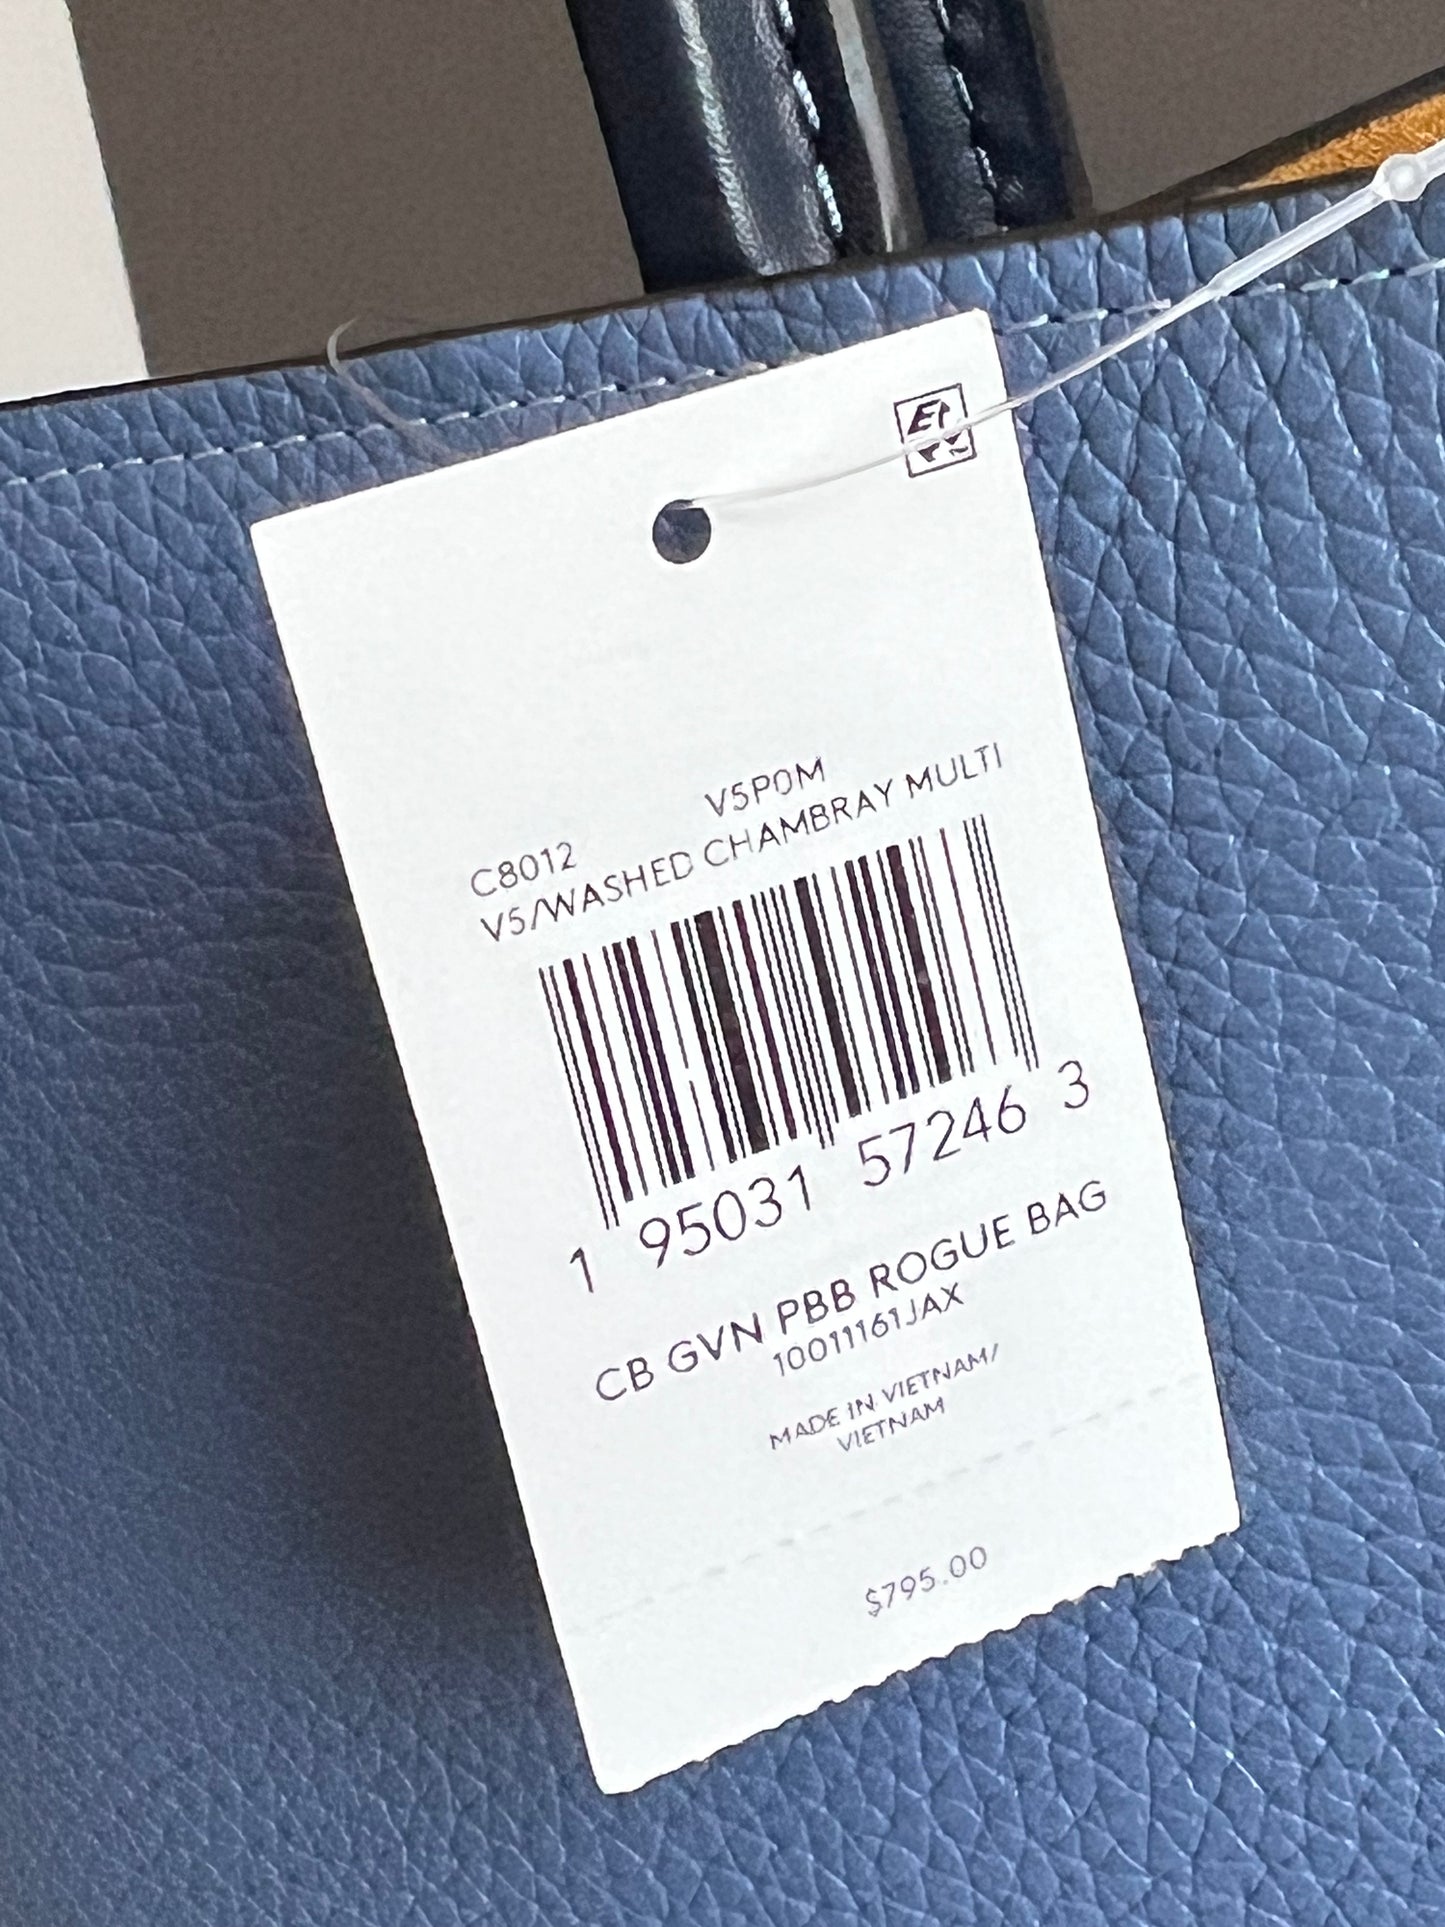 V5P0M
C8012
V5/WASHED CHAMBRAY MULTI
1 95031 57246 3
CB GVN PBB ROGUE BAG
10011161JAX
MADE IN VIETNAM/
VIETNAM
$795.00